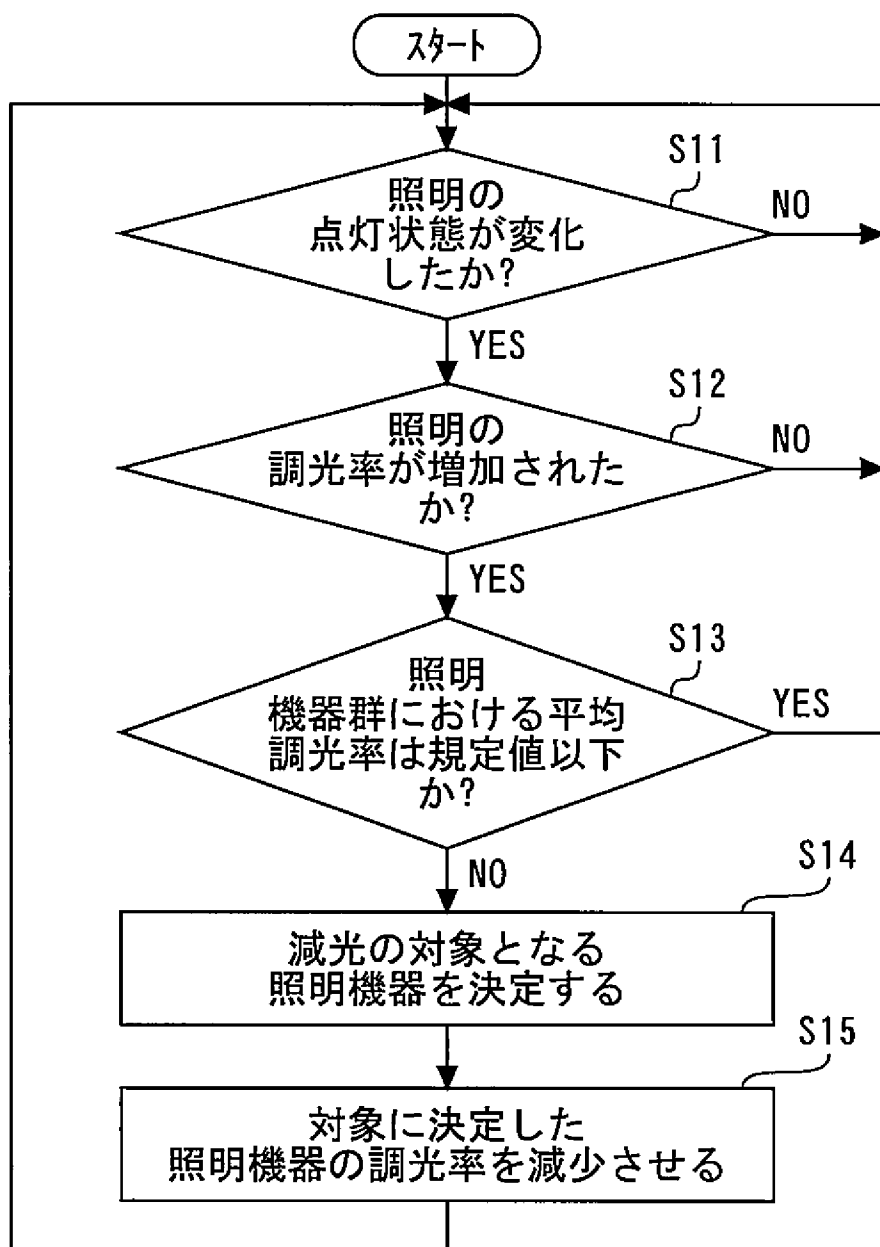 スタート
S11
照明の
点灯状態が変化
したか?
NO
YES
S12
照明の
調光率が増加された
か?
NO
YES
S13
照明
機器群における平均
調光率は規定値以下
か?
YES
NO
S14
減光の対象となる
照明機器を決定する
S15
対象に決定した
照明機器の調光率を減少させる